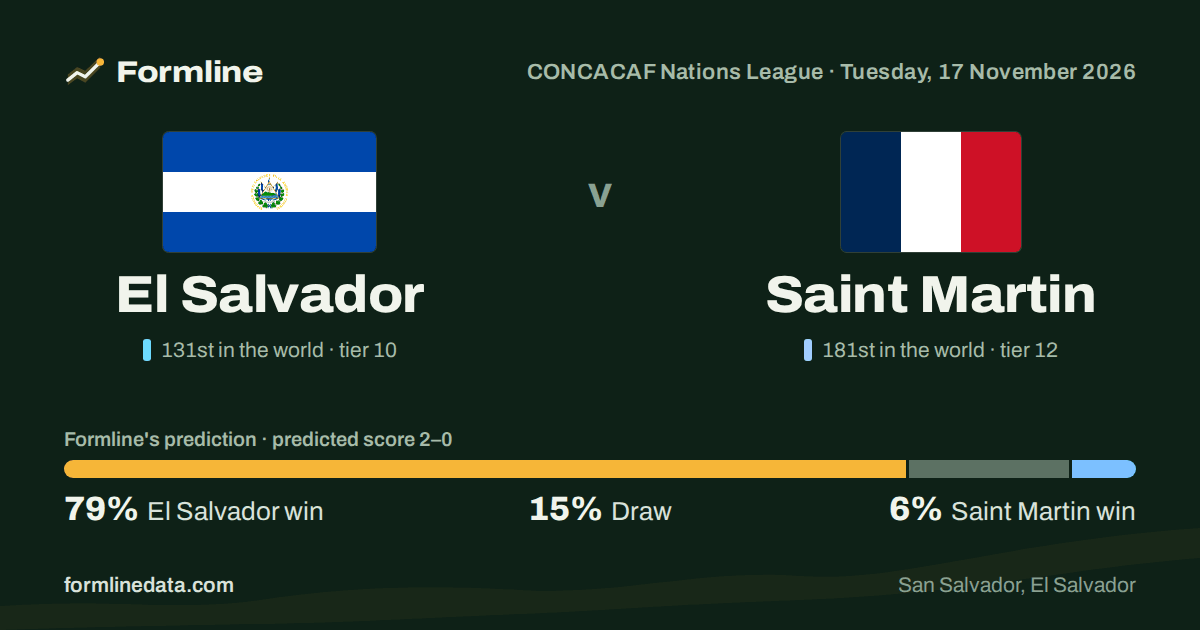 Formline
CONCACAF Nations League · Tuesday, 17 November 2026
v
El Salvador
Saint Martin
131st in the world · tier 10
181st in the world · tier 12
Formline's prediction · predicted score 2–0
79% El Salvador win
15% Draw
6% Saint Martin win
formlinedata.com
San Salvador, El Salvador